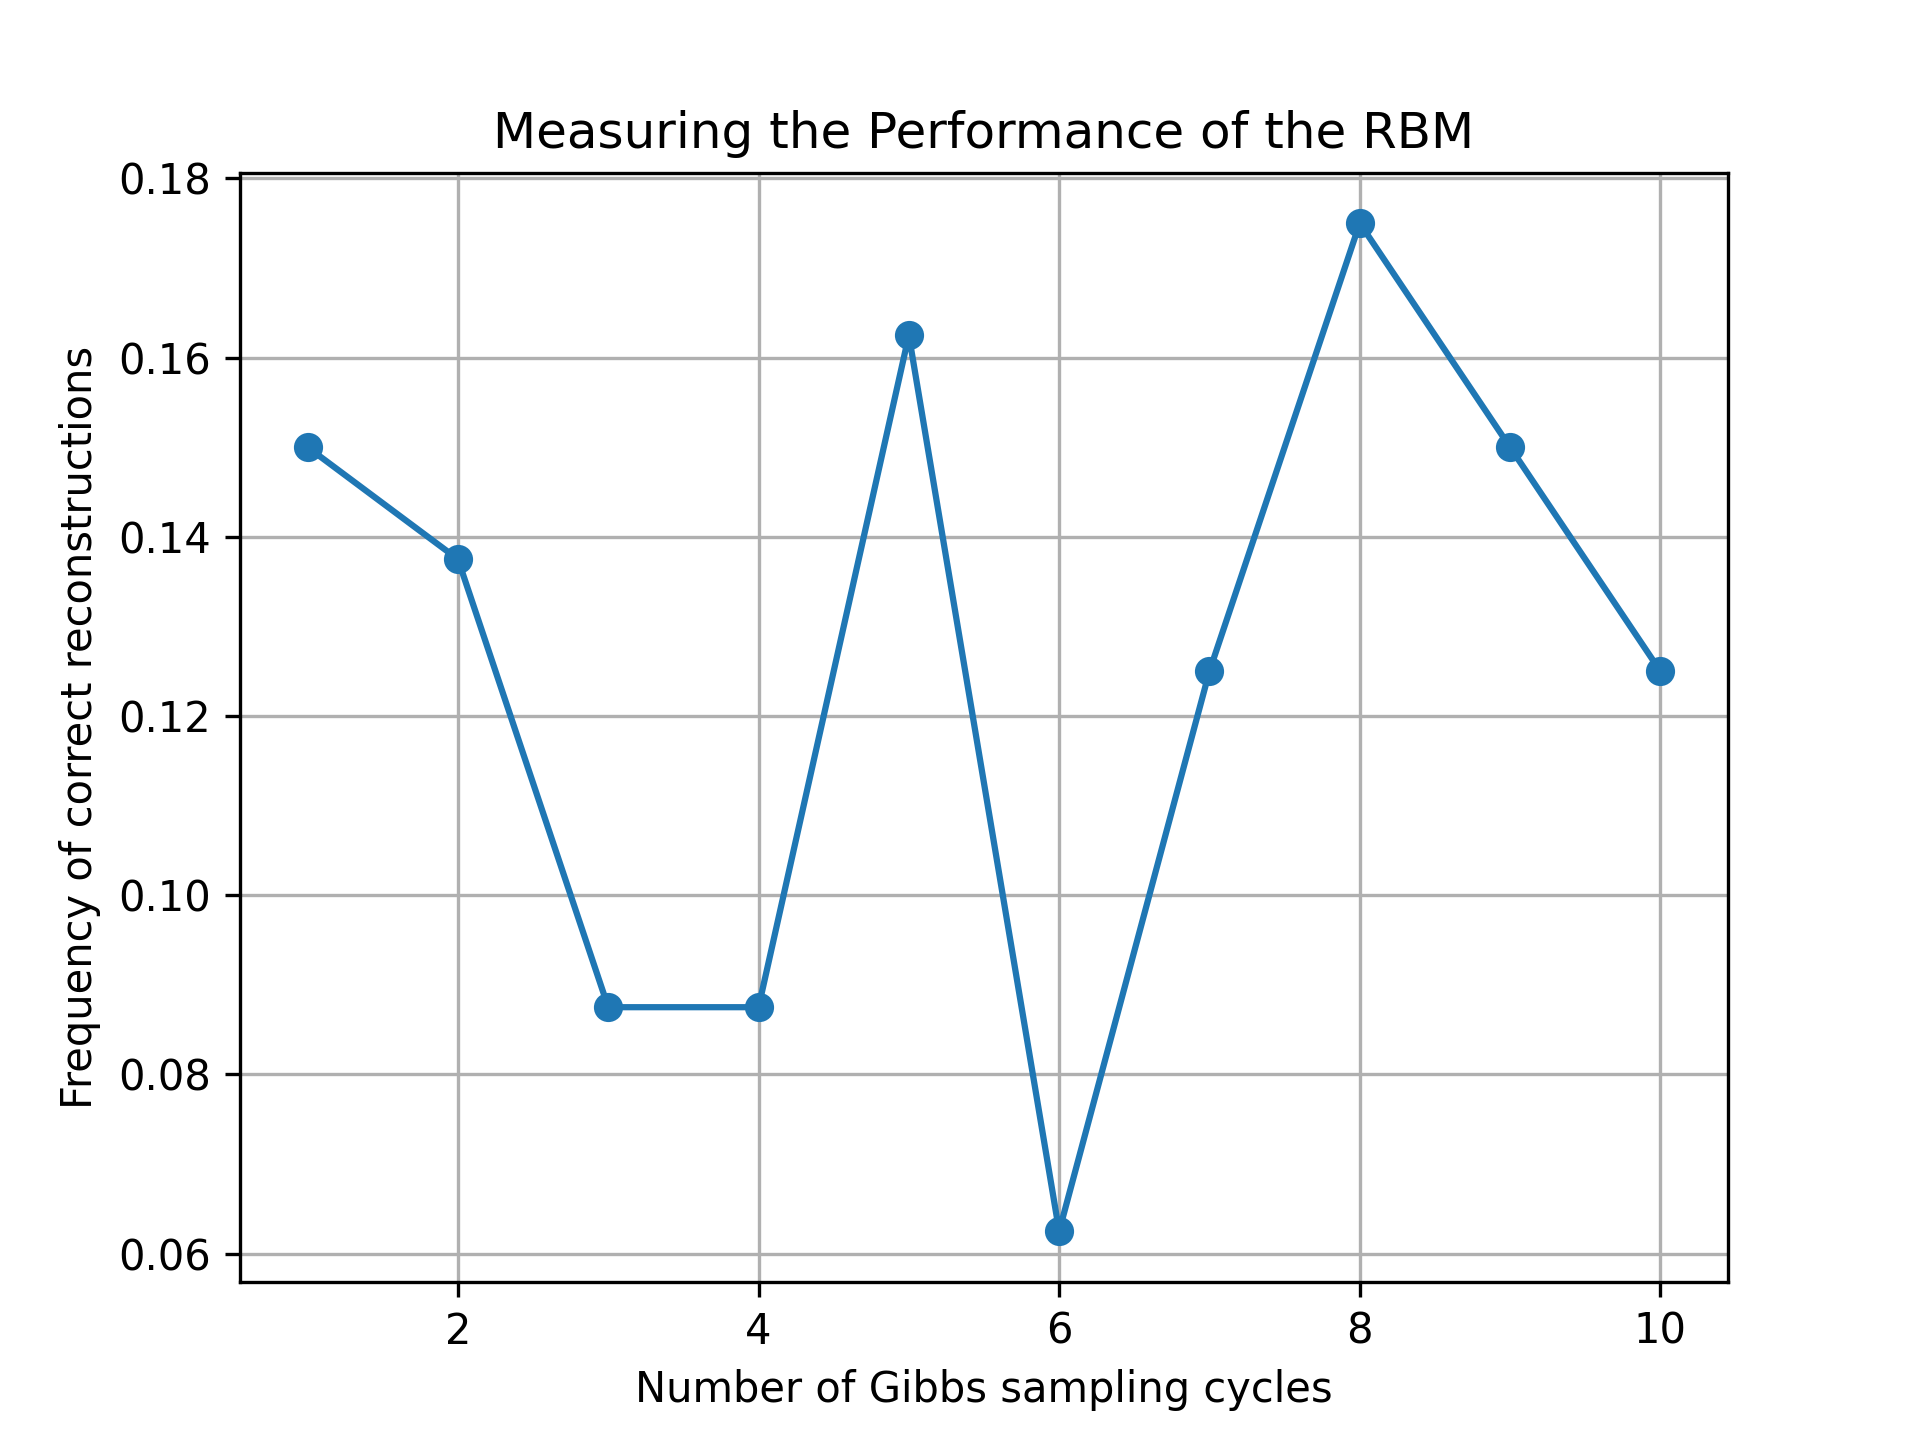 Measuring the Performance of the RBM
0.18
0.16
0.14
0.12
0.10
0.08
0.06
Frequency of correct reconstructions
2 4 6 8 10
Number of Gibbs sampling cycles